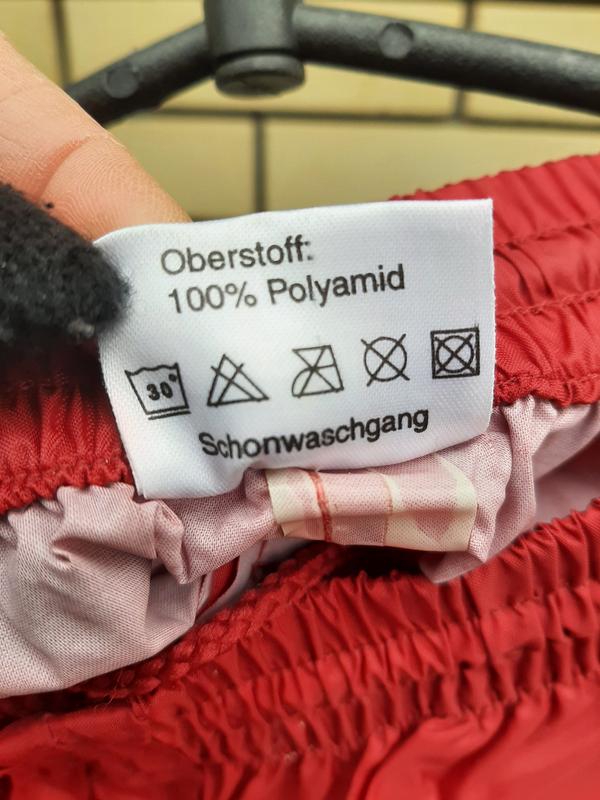 Oberstoff:
100% Polyamid
30°
Schonwaschgang